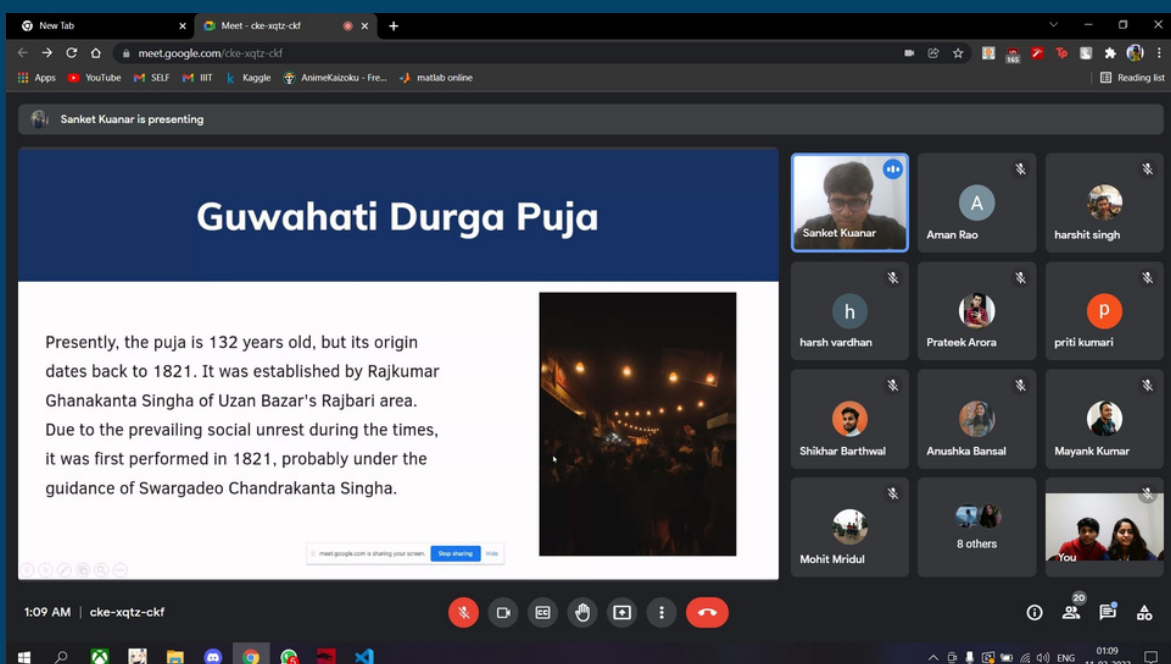 New Tab
Meet - cke-xqtz-ckf
meet.google.com/cke-xqtz-ckf
165
Tp
Apps
YouTube
SELF
IIIT
Kaggle
AnimeKaizoku - Fre...
matlab online
Reading list
Sanket Kuanar is presenting
Guwahati Durga Puja
Presently, the puja is 132 years old, but its origin
dates back to 1821. It was established by Rajkumar
Ghanakanta Singha of Uzan Bazar's Rajbari area.
Due to the prevailing social unrest during the times,
it was first performed in 1821, probably under the
guidance of Swargadeo Chandrakanta Singha.
meet.google.com is sharing your screen.
Stop sharing
Hide
Sanket Kuanar
A
Aman Rao
harshit singh
h
harsh vardhan
Prateek Arora
p
priti kumari
Shikhar Barthwal
Anushka Bansal
Mayank Kumar
Mohit Mridul
8 others
You
1:09 AM | cke-xqtz-ckf
CC
20
ENG
01:09